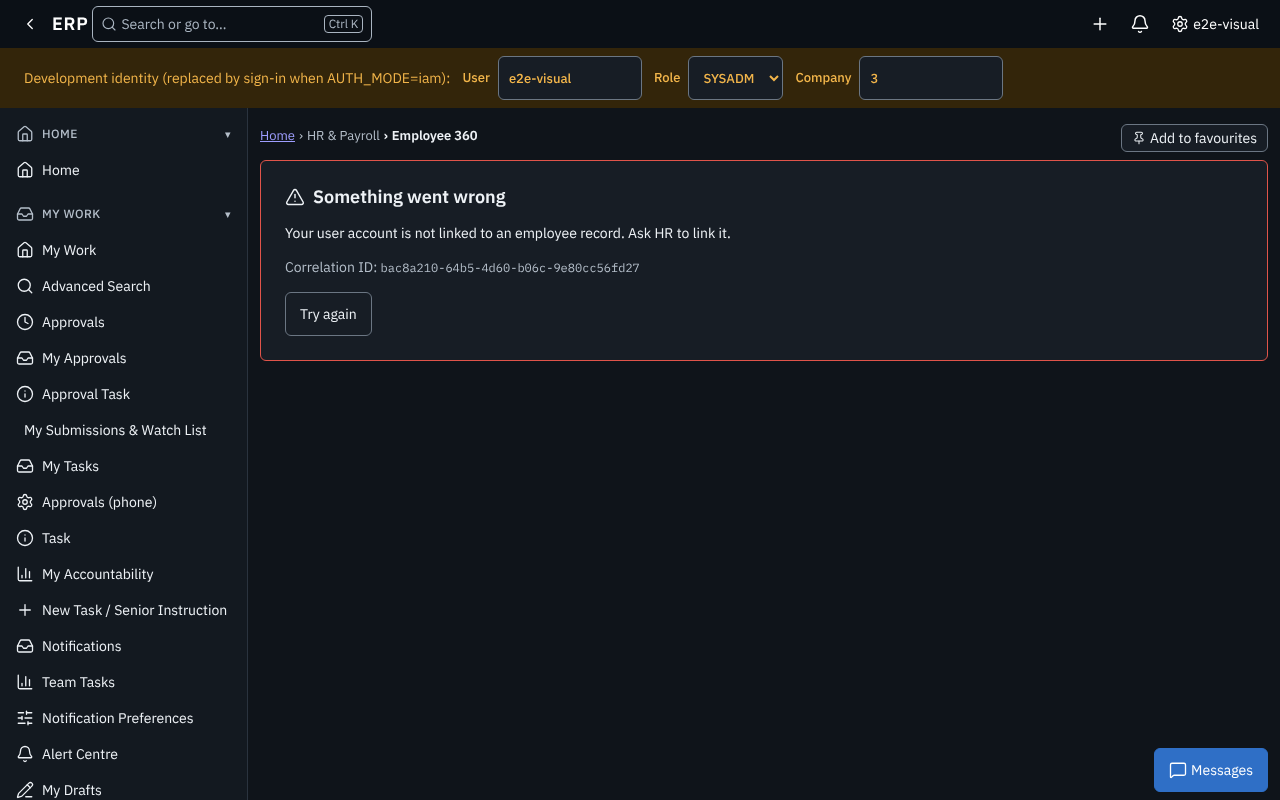 ERP
Search or go to...
Ctrl K
e2e-visual
Development identity (replaced by sign-in when AUTH_MODE=iam): User e2e-visual Role SYSADM Company 3
HOME
Home
MY WORK
My Work
Advanced Search
Approvals
My Approvals
Approval Task
My Submissions & Watch List
My Tasks
Approvals (phone)
Task
My Accountability
New Task / Senior Instruction
Notifications
Team Tasks
Notification Preferences
Alert Centre
My Drafts
Home › HR & Payroll › Employee 360
Add to favourites
Something went wrong
Your user account is not linked to an employee record. Ask HR to link it.
Correlation ID: bac8a210-64b5-4d60-b06c-9e80cc56fd27
Try again
Messages